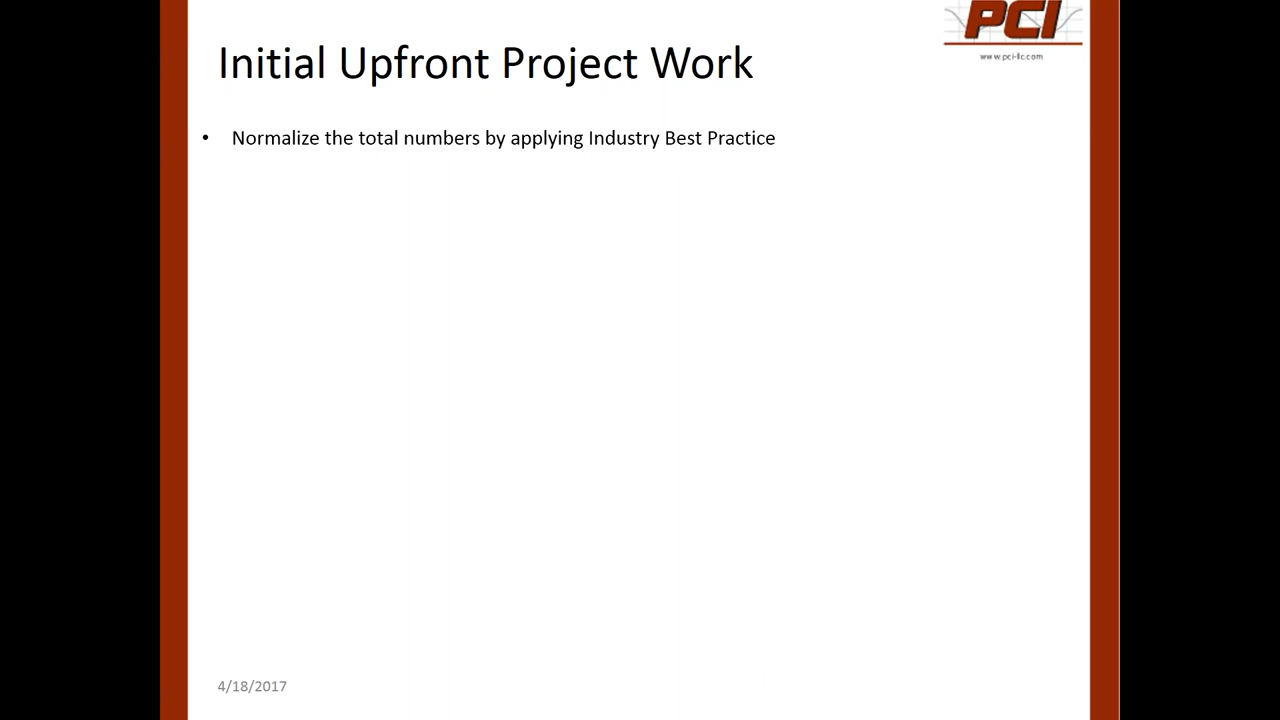 PCI
www.pci-llc.com
Initial Upfront Project Work
• Normalize the total numbers by applying Industry Best Practice
4/18/2017